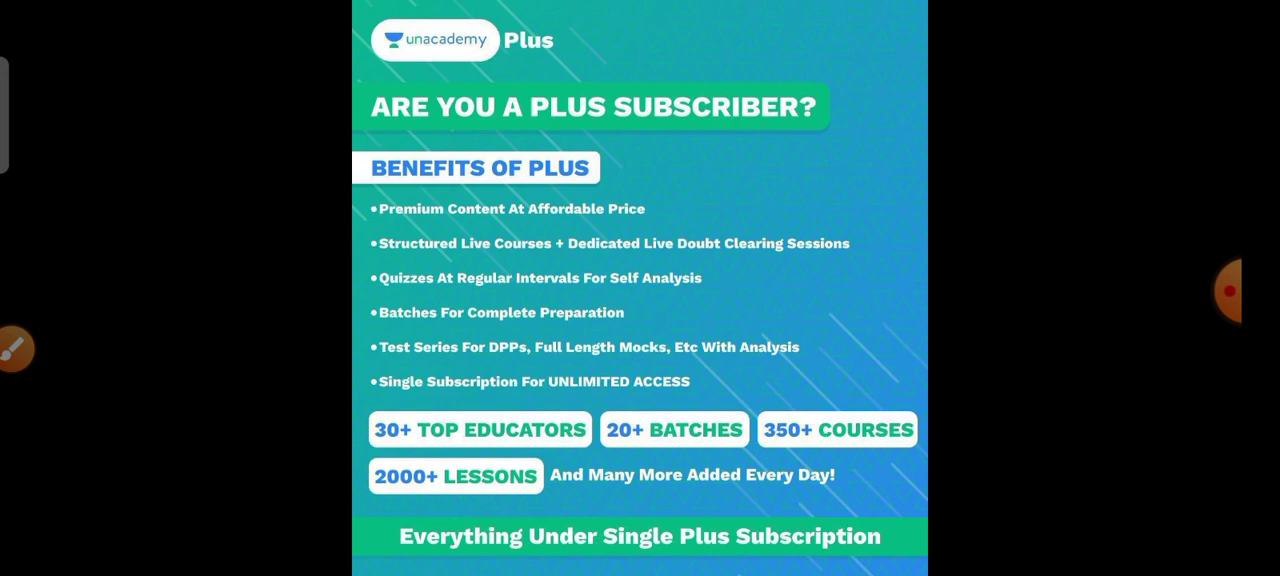 unacademy Plus
ARE YOU A PLUS SUBSCRIBER?
BENEFITS OF PLUS
•Premium Content At Affordable Price
•Structured Live Courses + Dedicated Live Doubt Clearing Sessions
•Quizzes At Regular Intervals For Self Analysis
•Batches For Complete Preparation
•Test Series For DPPs, Full Length Mocks, Etc With Analysis
•Single Subscription For UNLIMITED ACCESS
30+ TOP EDUCATORS 20+ BATCHES 350+ COURSES
2000+ LESSONS And Many More Added Every Day!
Everything Under Single Plus Subscription